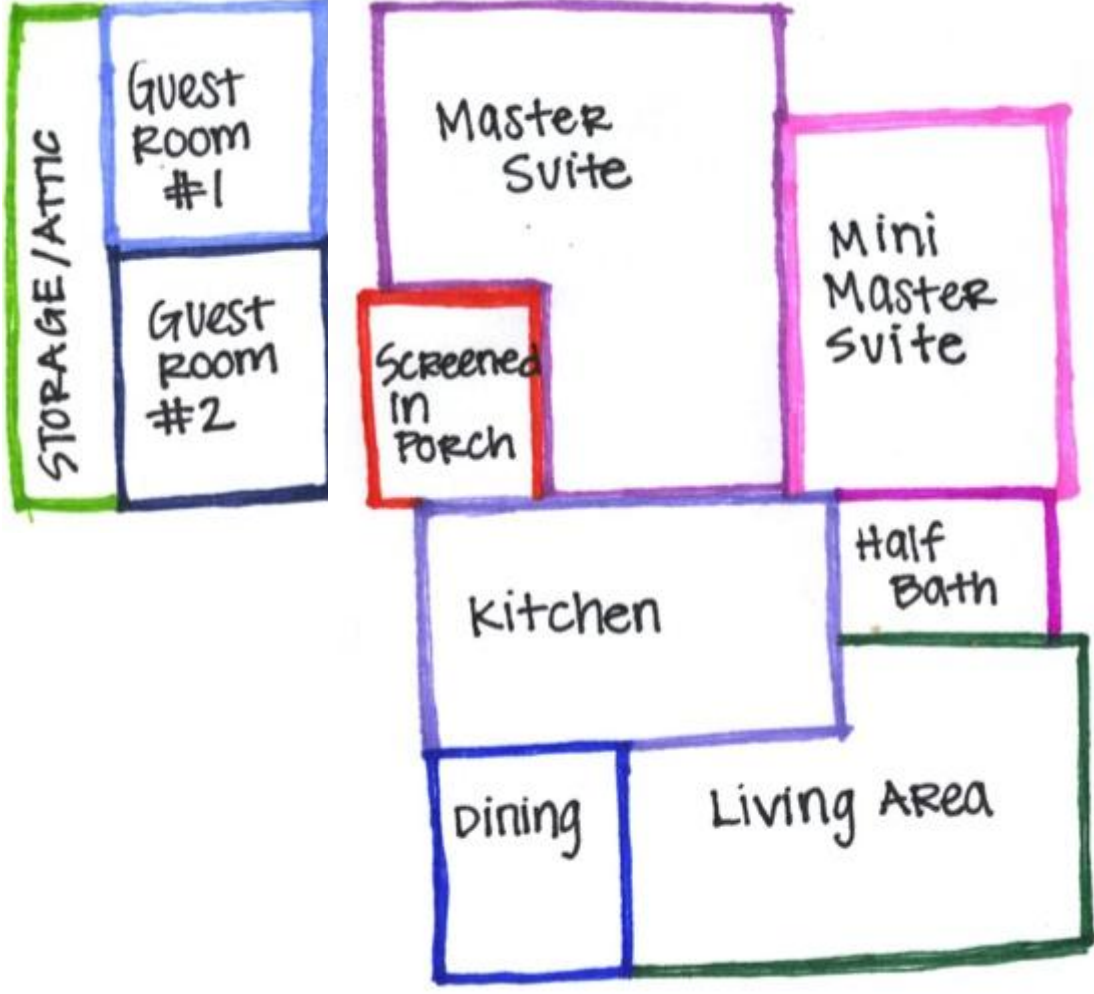 STORAGE/ATTIC
Guest
Room
#1
Guest
Room
#2
Master
Suite
Mini
Master
Suite
Screened
in
Porch
Kitchen
Half
Bath
Dining
Living Area